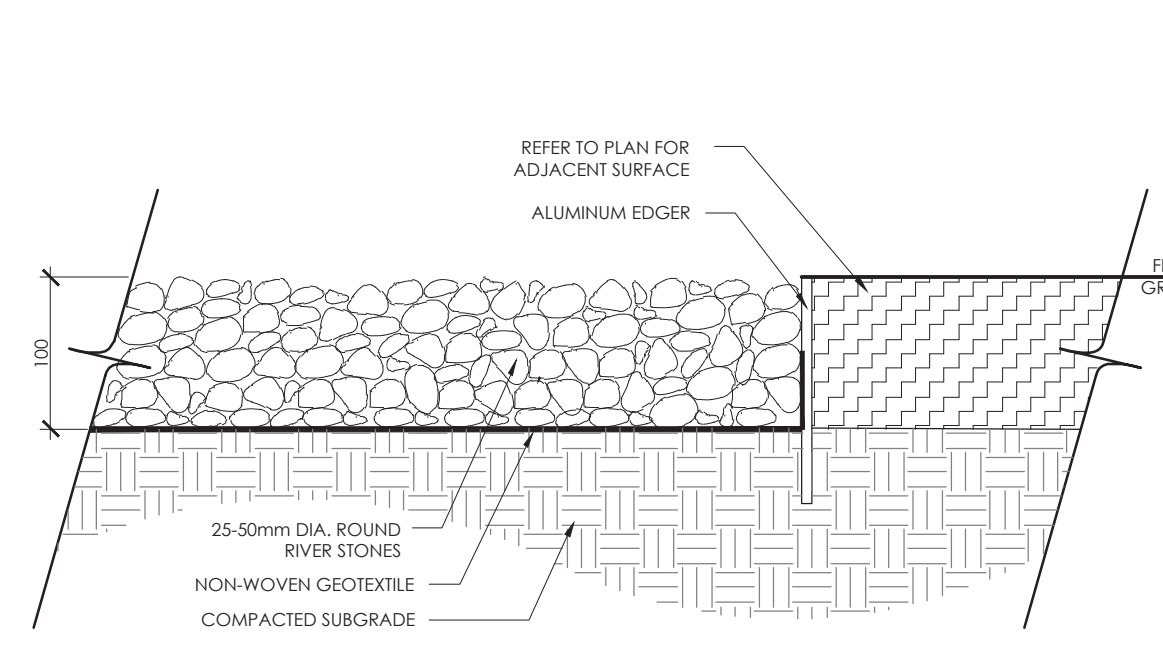 REFER TO PLAN FOR
ADJACENT SURFACE
ALUMINUM EDGER
100
25-50mm DIA. ROUND
RIVER STONES
NON-WOVEN GEOTEXTILE
COMPACTED SUBGRADE